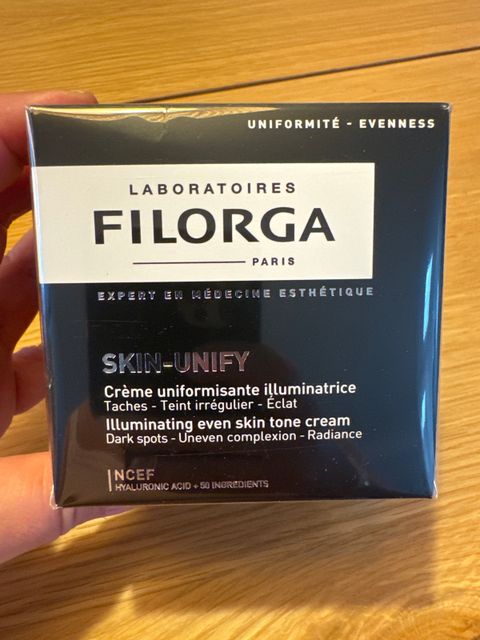 UNIFORMITÉ - EVENNESS
LABORATOIRES
FILORGA
PARIS
EXPERT EN MÉDECINE ESTHÉTIQUE
SKIN-UNIFY
Crème uniformisante illuminatrice
Taches - Teint irrégulier - Éclat
Illuminating even skin tone cream
Dark spots - Uneven complexion - Radiance
NCEF
HYALURONIC ACID + 50 INGREDIENTS